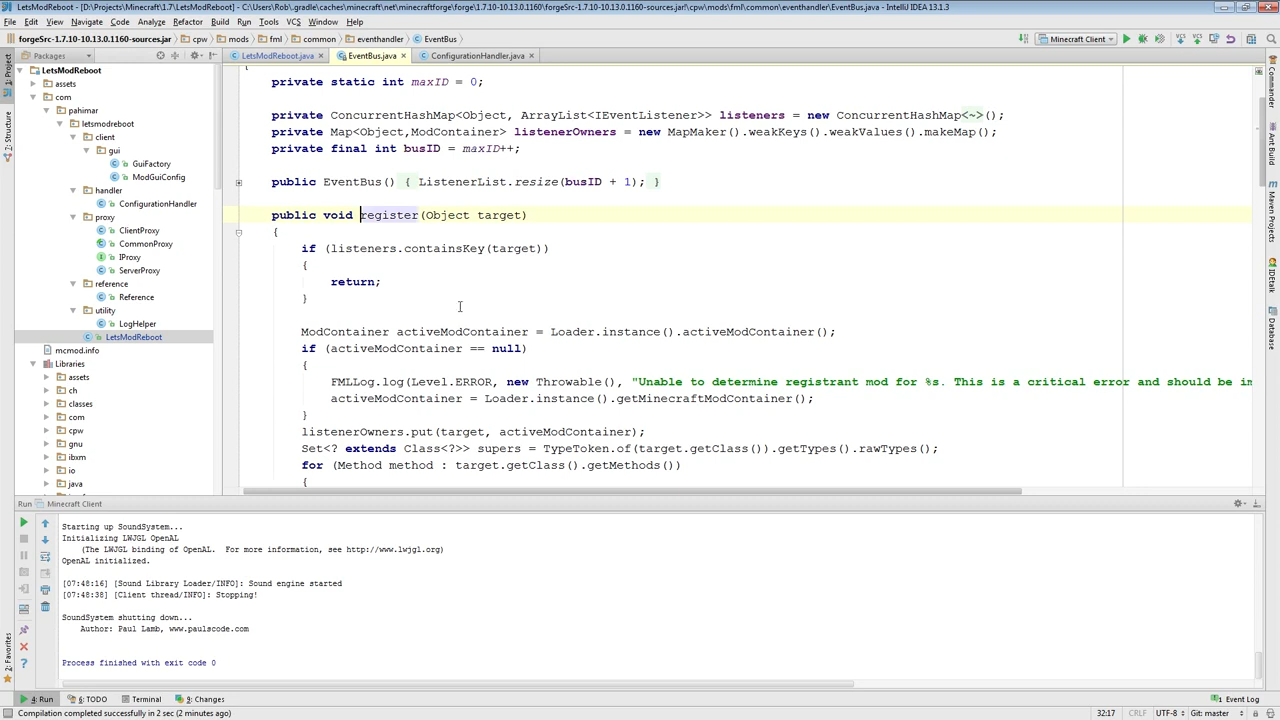 LetsModReboot - [D:\Projects\Minecraft\1.7\LetsModReboot] - [C:\Users\Rob\.gradle\caches\minecraft\net\minecraftforge\forge\1.7.10-10.13.0.1160\forgeSrc-1.7.10-10.13.0.1160-sources.jar!\cpw\mods\fml\common\eventhandler\EventBus.java] - IntelliJ IDEA 13.1.3
File Edit View Navigate Code Analyze Refactor Build Run Tools VCS Window Help
forgeSrc-1.7.10-10.13.0.1160-sources.jar cpw mods fml common eventhandler EventBus Minecraft Client
Packages LetsModReboot.java EventBus.java ConfigurationHandler.java
LetsModReboot
assets
com
pahimar
letsmodreboot
client
gui
GuiFactory
ModGuiConfig
handler
ConfigurationHandler
proxy
ClientProxy
CommonProxy
IProxy
ServerProxy
reference
Reference
utility
LogHelper
LetsModReboot
mcmod.info
Libraries
assets
ch
classes
com
cpw
gnu
ibxm
io
java
1: Project
7: Structure
2: Favorites
private static int maxID = 0;
private ConcurrentHashMap<Object, ArrayList<IEventListener>> listeners = new ConcurrentHashMap<~>();
private Map<Object,ModContainer> listenerOwners = new MapMaker().weakKeys().weakValues().makeMap();
private final int busID = maxID++;
public EventBus() { ListenerList.resize(busID + 1); }
public void register(Object target)
{
if (listeners.containsKey(target))
{
return;
}
ModContainer activeModContainer = Loader.instance().activeModContainer();
if (activeModContainer == null)
{
FMLLog.log(Level.ERROR, new Throwable(), "Unable to determine registrant mod for %s. This is a critical error and should be im
activeModContainer = Loader.instance().getMinecraftModContainer();
}
listenerOwners.put(target, activeModContainer);
Set<? extends Class<?>> supers = TypeToken.of(target.getClass()).getTypes().rawTypes();
for (Method method : target.getClass().getMethods())
{
Commander
Ant Build
Maven Projects
IDEtalk
Database
Run Minecraft Client
Starting up SoundSystem...
Initializing LWJGL OpenAL
(The LWJGL binding of OpenAL.  For more information, see http://www.lwjgl.org)
OpenAL initialized.
[07:48:16] [Sound Library Loader/INFO]: Sound engine started
[07:48:38] [Client thread/INFO]: Stopping!
SoundSystem shutting down...
Author: Paul Lamb, www.paulscode.com
Process finished with exit code 0
4: Run 6: TODO Terminal 9: Changes Event Log
Compilation completed successfully in 2 sec (2 minutes ago) 32:17 CRLF UTF-8 Git: master